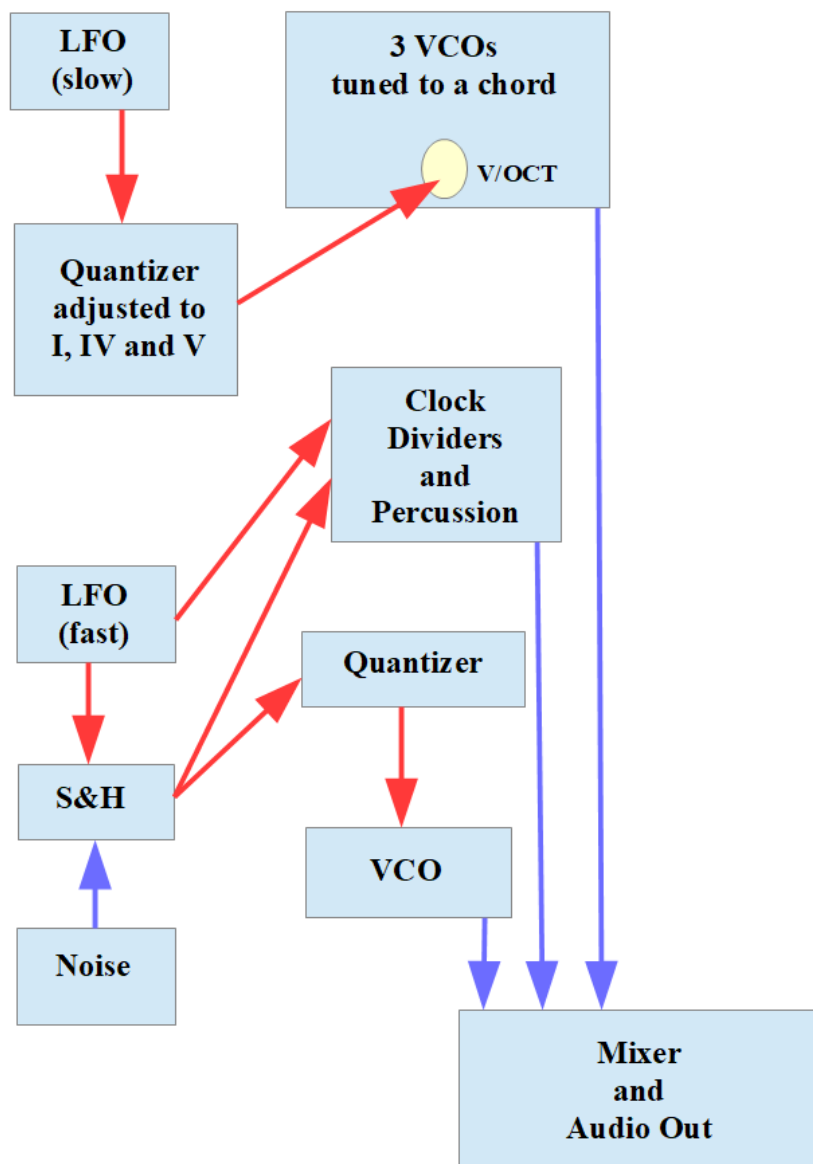 LFO
(slow)
3 VCOs
tuned to a chord
V/OCT
Quantizer
adjusted to
I, IV and V
Clock
Dividers
and
Percussion
LFO
(fast)
Quantizer
S&H
VCO
Noise
Mixer
and
Audio Out